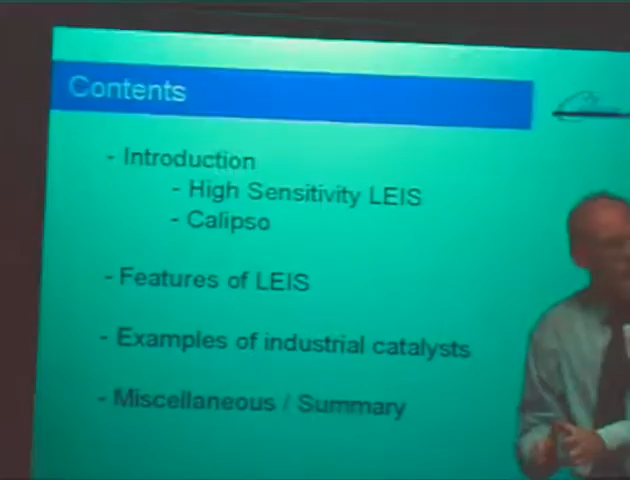 Contents
- Introduction
- High Sensitivity LEIS
- Calipso
- Features of LEIS
- Examples of industrial catalysts
- Miscellaneous / Summary